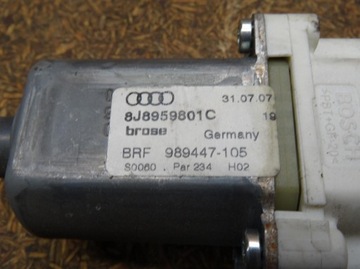 31.07.07
8J8959801C 19
brose Germany
BRF 989447-105
S0060 . Par 234 H02